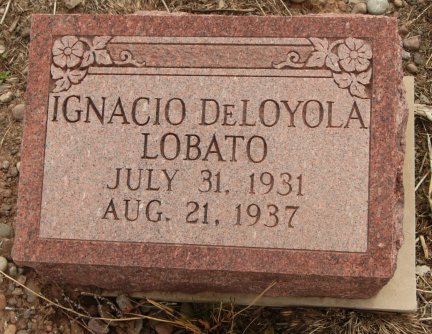 IGNACIO DeLOYOLA
LOBATO
JULY 31, 1931
AUG. 21, 1937